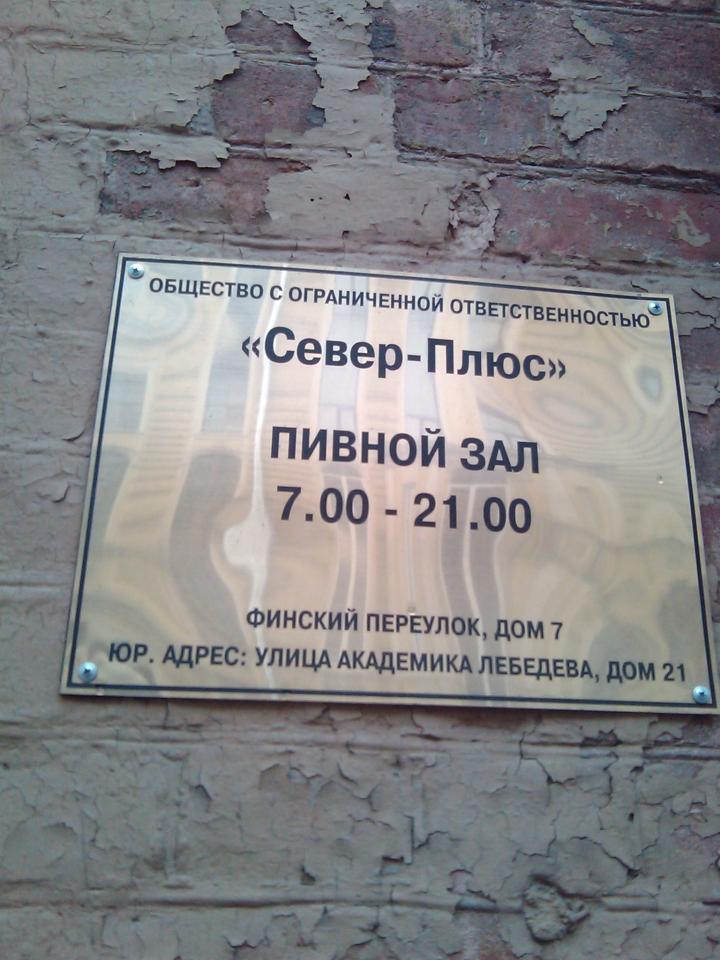 ОБЩЕСТВО С ОГРАНИЧЕННОЙ ОТВЕТСТВЕННОСТЬЮ
«Север-Плюс»
ПИВНОЙ ЗАЛ
7.00 - 21.00
ФИНСКИЙ ПЕРЕУЛОК, ДОМ 7
ЮР. АДРЕС: УЛИЦА АКАДЕМИКА ЛЕБЕДЕВА, ДОМ 21